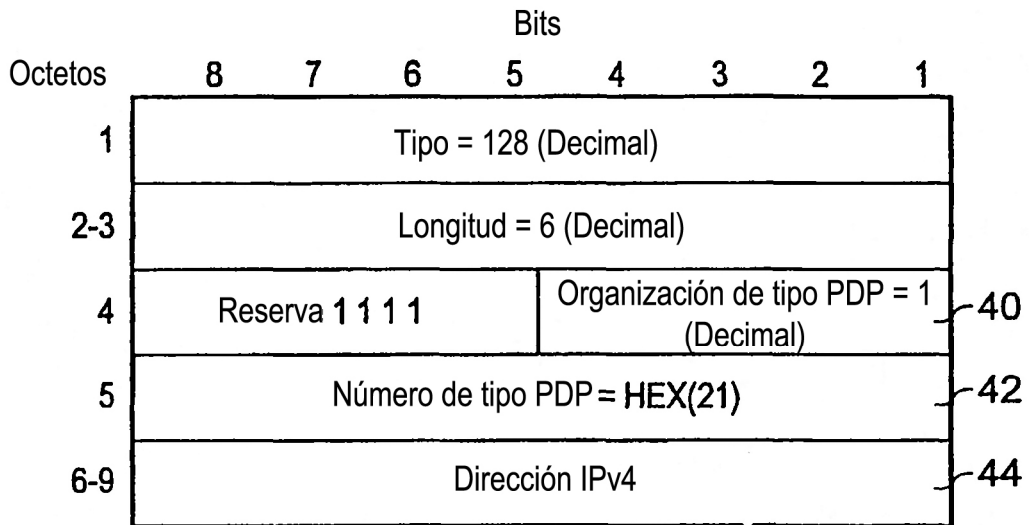 Bits
Octetos 8 7 6 5 4 3 2 1
1 Tipo = 128 (Decimal)
2-3 Longitud = 6 (Decimal)
4 Reserva 1 1 1 1 Organización de tipo PDP = 1 (Decimal) 40
5 Número de tipo PDP = HEX(21) 42
6-9 Dirección IPv4 44